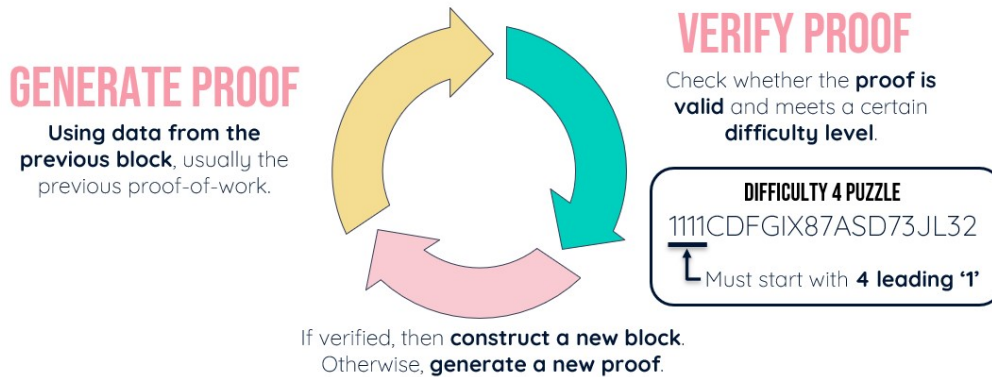 GENERATE PROOF
Using data from the
previous block, usually the
previous proof-of-work.
VERIFY PROOF
Check whether the proof is
valid and meets a certain
difficulty level.
DIFFICULTY 4 PUZZLE
1111CDFGIX87ASD73JL32
Must start with 4 leading ‘1’
If verified, then construct a new block.
Otherwise, generate a new proof.